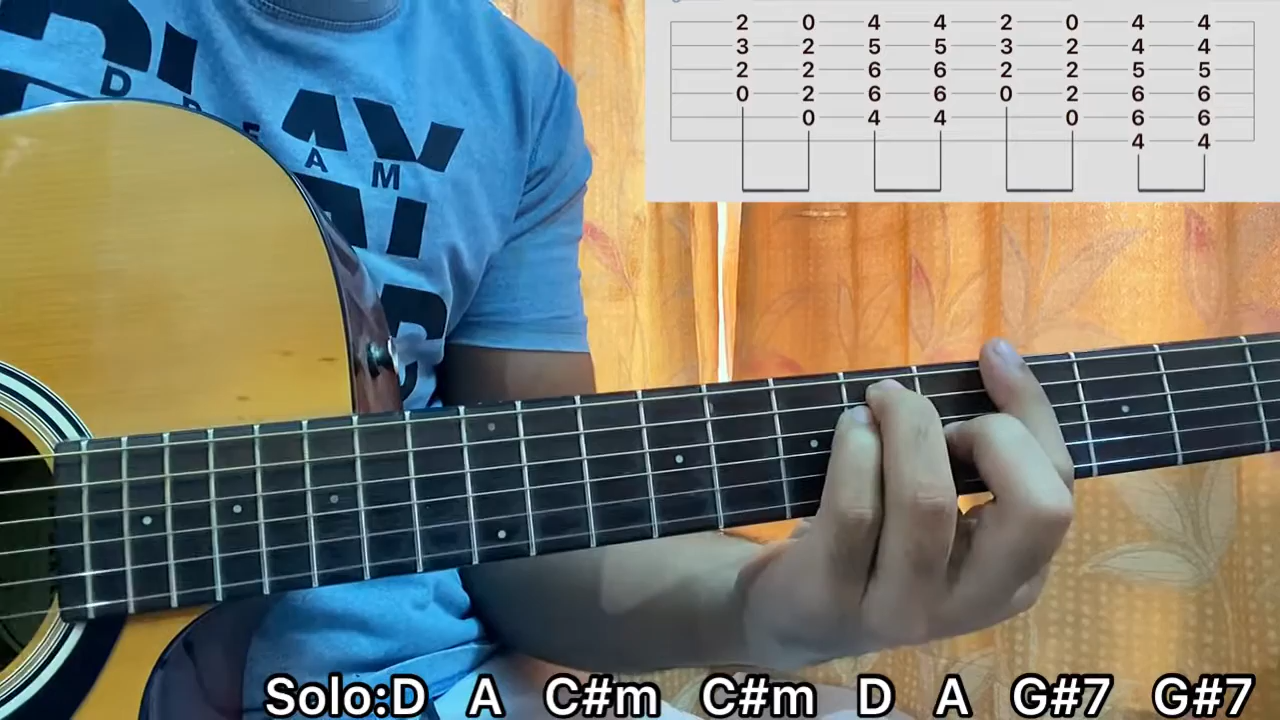 2 0 4 4 2 0 4 4
3 2 5 5 3 2 4 4
2 2 6 6 2 2 5 5
0 2 6 6 0 2 6 6
0 4 4 0 6 6
4 4
D
A M
Solo:D A C#m C#m D A G#7 G#7